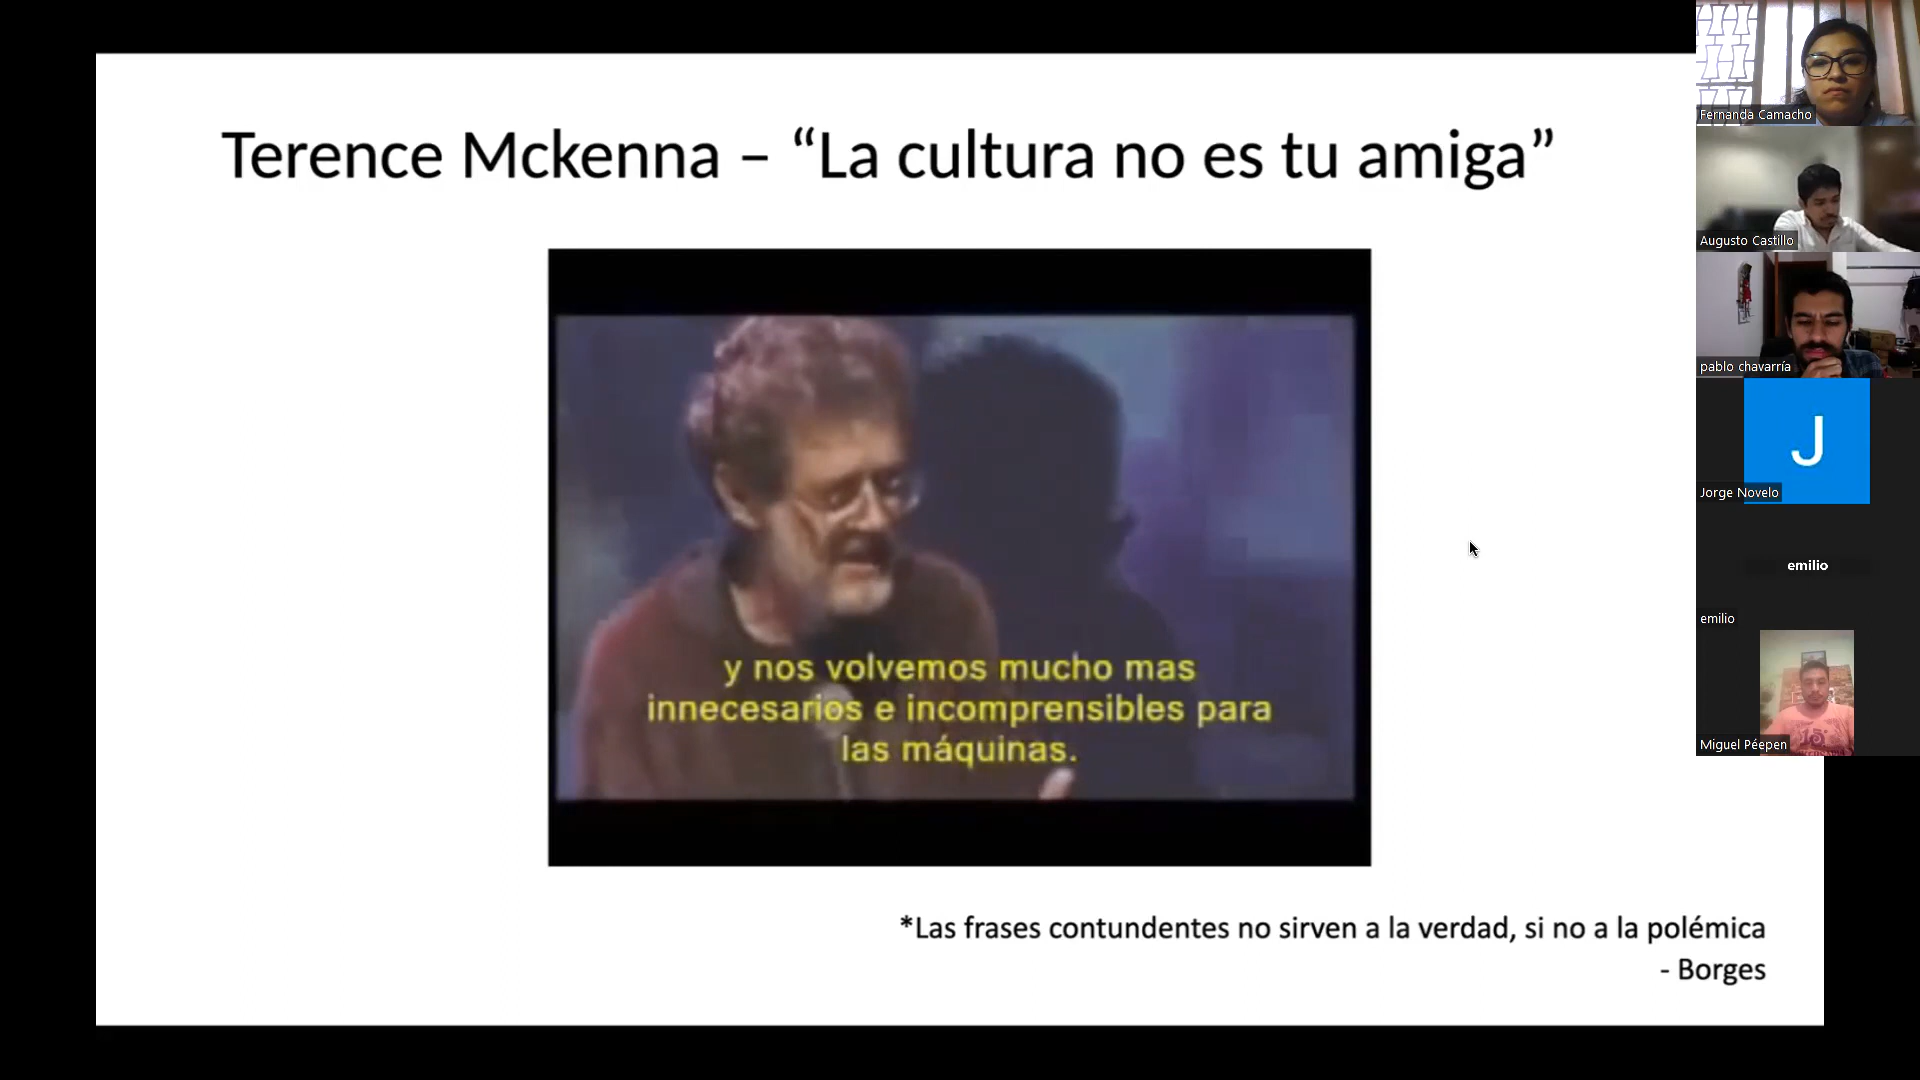 Terence Mckenna – “La cultura no es tu amiga”
y nos volvemos mucho mas
innecesarios e incomprensibles para
las máquinas.
*Las frases contundentes no sirven a la verdad, si no a la polémica
- Borges
Fernanda Camacho
Augusto Castillo
pablo chavarría
J
Jorge Novelo
emilio
emilio
15
Miguel Péepen